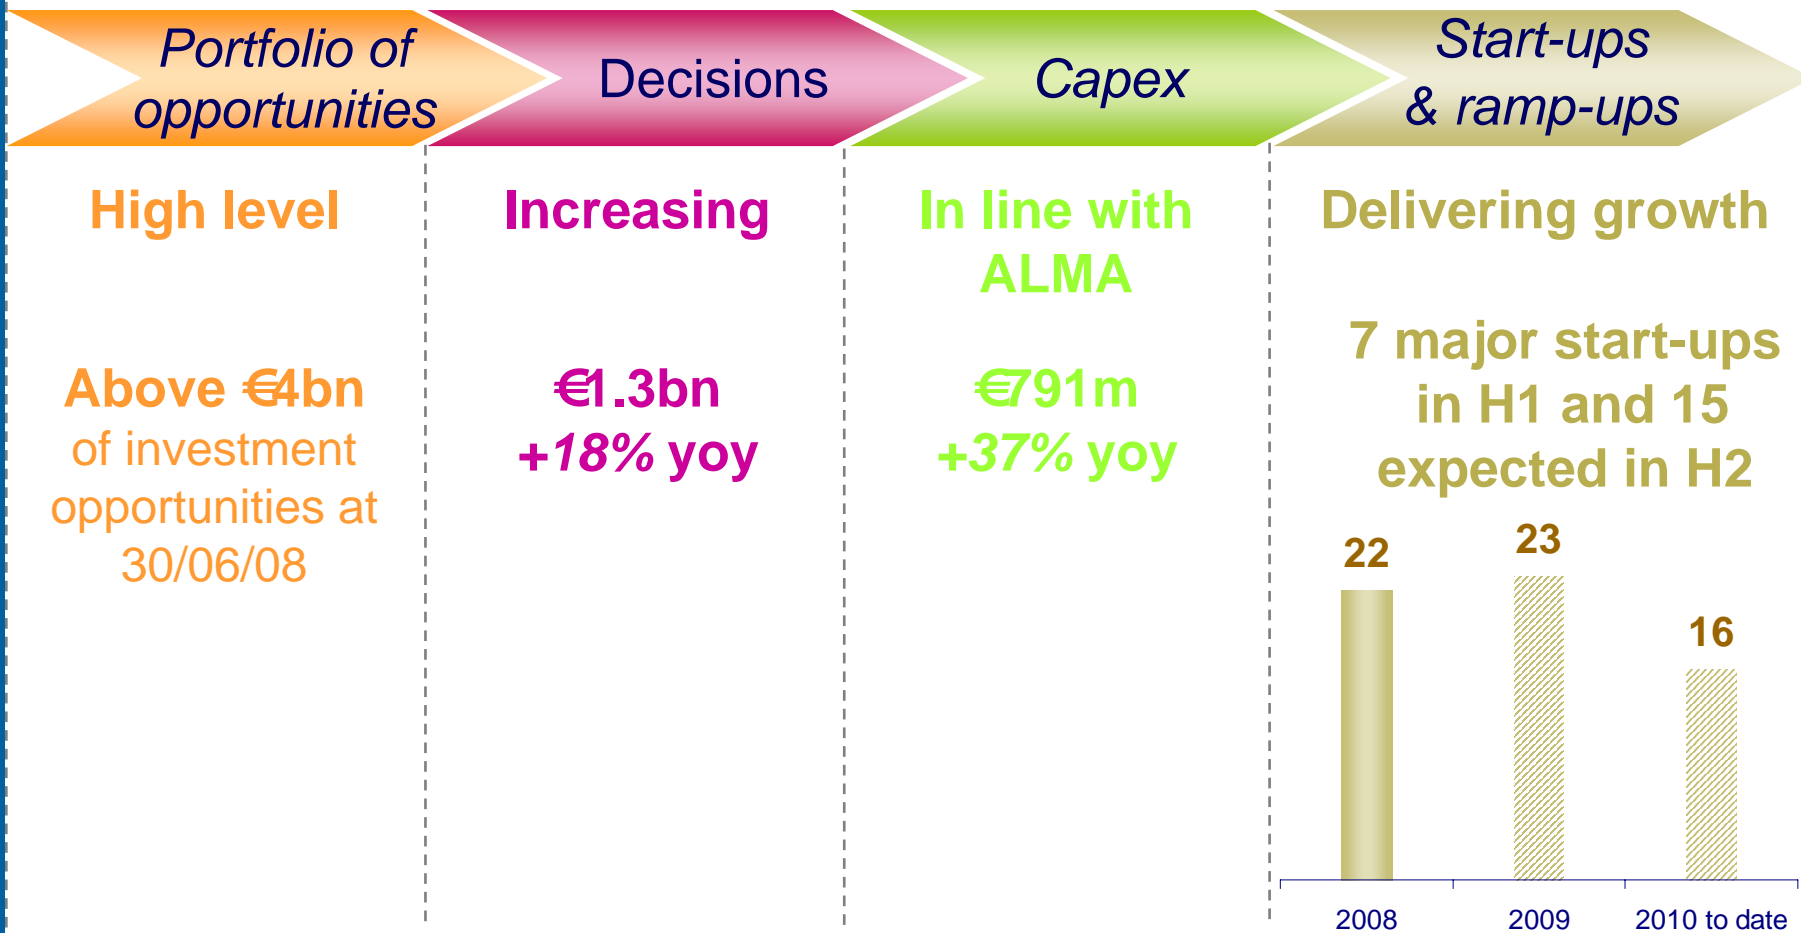 Portfolio of
opportunities
Decisions
Capex
Start-ups
& ramp-ups
High level
Above €4bn
of investment
opportunities at
30/06/08
Increasing
€1.3bn
+18% yoy
In line with
ALMA
€791m
+37% yoy
Delivering growth
7 major start-ups
in H1 and 15
expected in H2
22
23
16
2008
2009
2010 to date